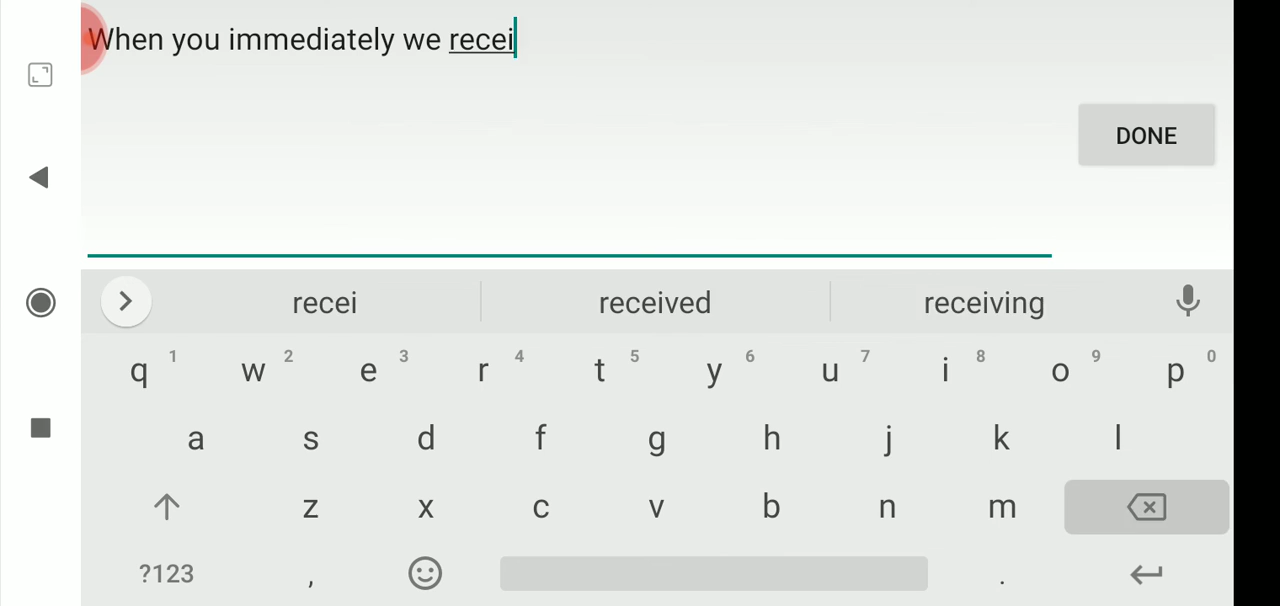 When you immediately we recei
DONE
recei received receiving
q 1 w 2 e 3 r 4 t 5 y 6 u 7 i 8 o 9 p 0
a s d f g h j k l
z x c v b n m
?123 , .